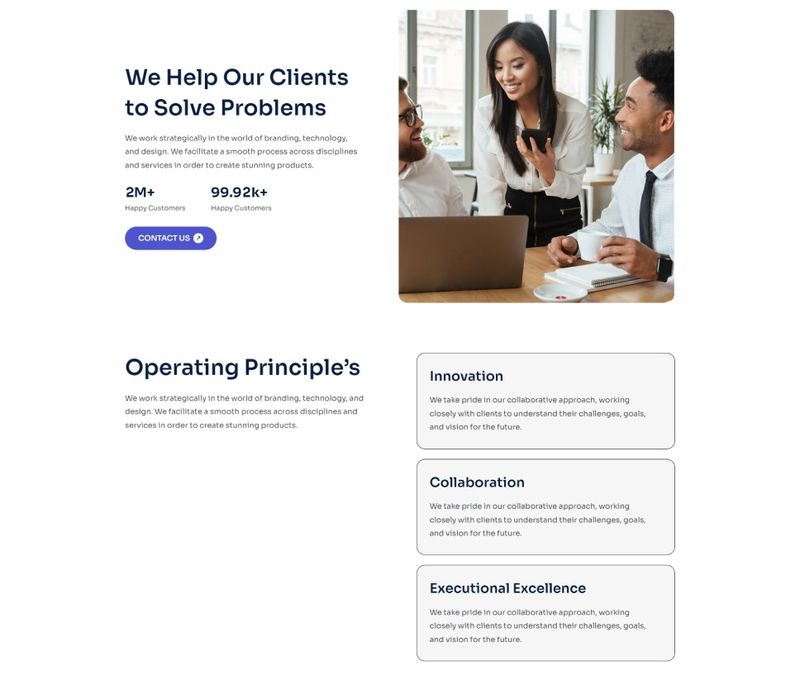 We Help Our Clients
to Solve Problems
We work strategically in the world of branding, technology,
and design. We facilitate a smooth process across disciplines
and services in order to create stunning products.
2M+
99.92k+
Happy Customers
Happy Customers
CONTACT US
Operating Principle’s
We work strategically in the world of branding, technology, and
design. We facilitate a smooth process across disciplines and
services in order to create stunning products.
Innovation
We take pride in our collaborative approach, working
closely with clients to understand their challenges, goals,
and vision for the future.
Collaboration
We take pride in our collaborative approach, working
closely with clients to understand their challenges, goals,
and vision for the future.
Executional Excellence
We take pride in our collaborative approach, working
closely with clients to understand their challenges, goals,
and vision for the future.